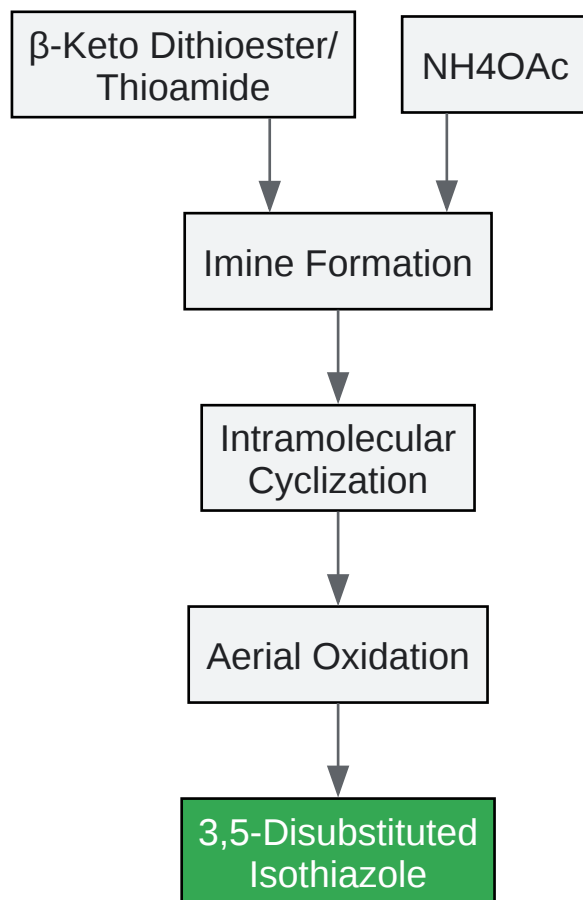 β-Keto Dithioester/
Thioamide
NH4OAc
Imine Formation
Intramolecular
Cyclization
Aerial Oxidation
3,5-Disubstituted
Isothiazole